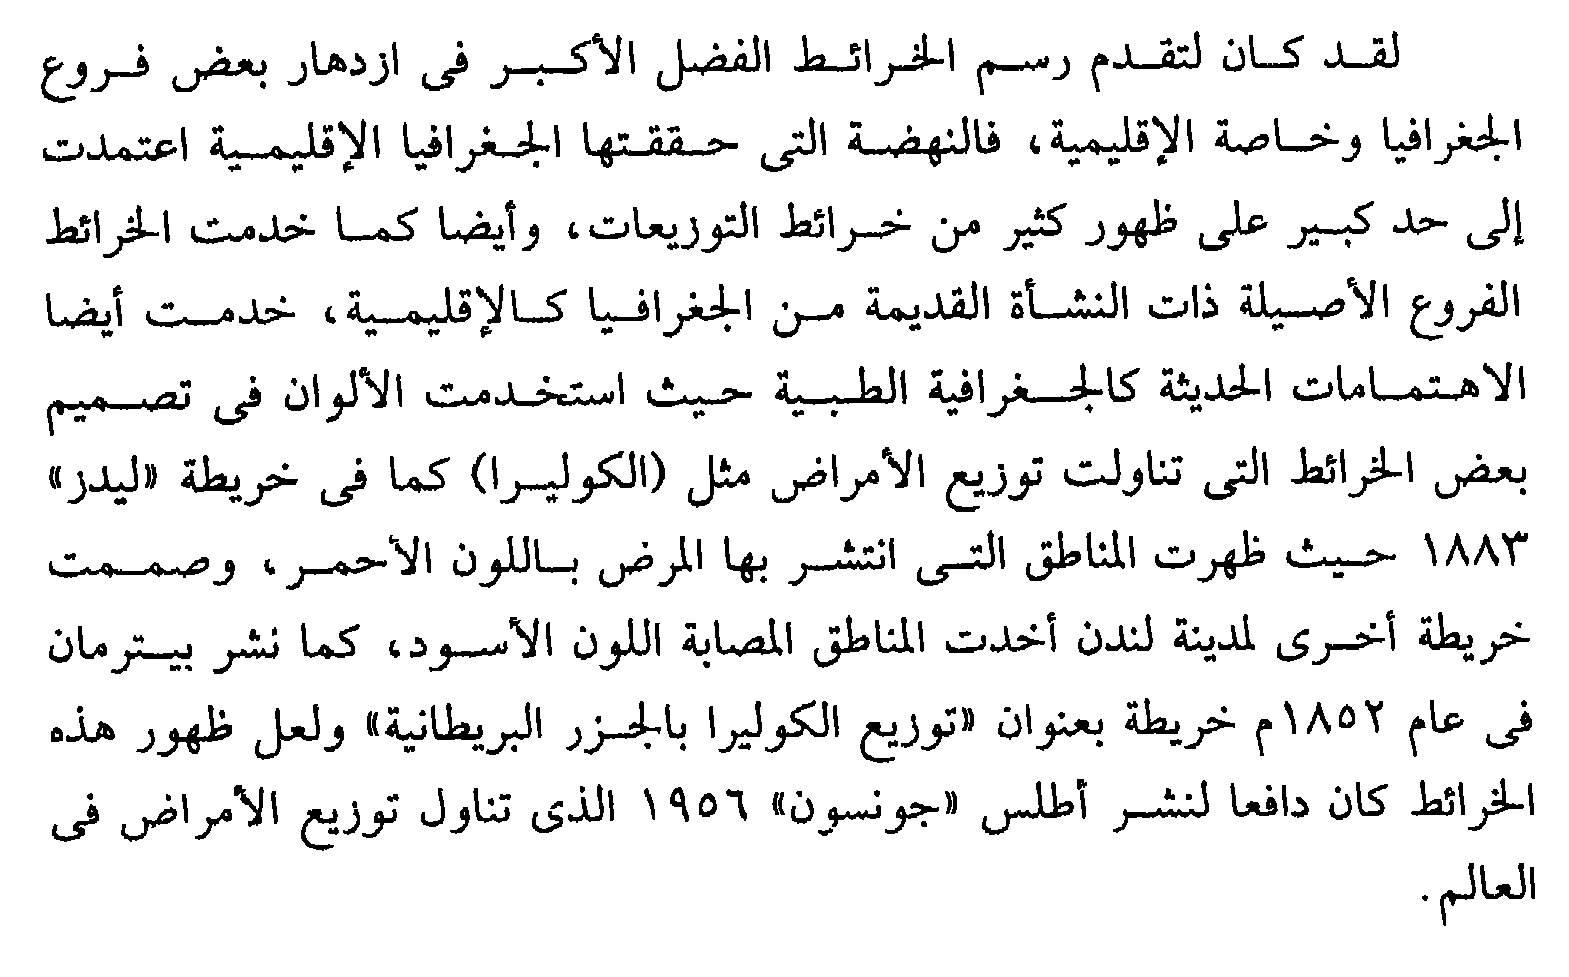 لقد كان لتقدم رسم الخرائط الفضل الأكبر فى ازدهار بعض فروع
الجغرافيا وخاصة الإقليمية، فالنهضة التى حققتها الجغرافيا الإقليمية اعتمدت
إلى حد كبير على ظهور كثير من خرائط التوزيعات، وأيضا كما خدمت الخرائط
الفروع الأصيلة ذات النشأة القديمة من الجغرافيا كالإقليمية، خدمت أيضا
الاهتمامات الحديثة كالجغرافية الطبية حيث استخدمت الألوان فى تصميم
بعض الخرائط التى تناولت توزيع الأمراض مثل (الكوليرا) كما فى خريطة «ليدز»
١٨٨٣ حيث ظهرت المناطق التى انتشر بها المرض باللون الأحمر، وصممت
خريطة أخرى لمدينة لندن أخدت المناطق المصابة اللون الأسود، كما نشر بيترمان
فى عام ١٨٥٢م خريطة بعنوان «توزيع الكوليرا بالجزر البريطانية» ولعل ظهور هذه
الخرائط كان دافعا لنشر أطلس «جونسون» ١٩٥٦ الذى تناول توزيع الأمراض فى
العالم.